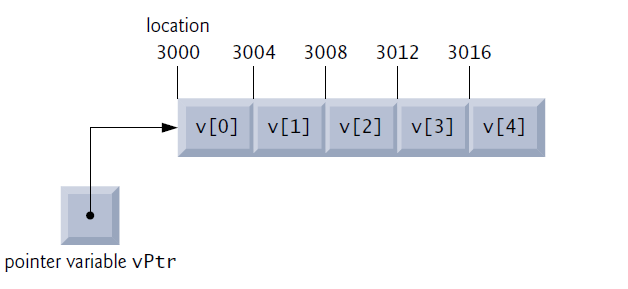 location
3000 3004 3008 3012 3016
v[0] v[1] v[2] v[3] v[4]
pointer variable vPtr